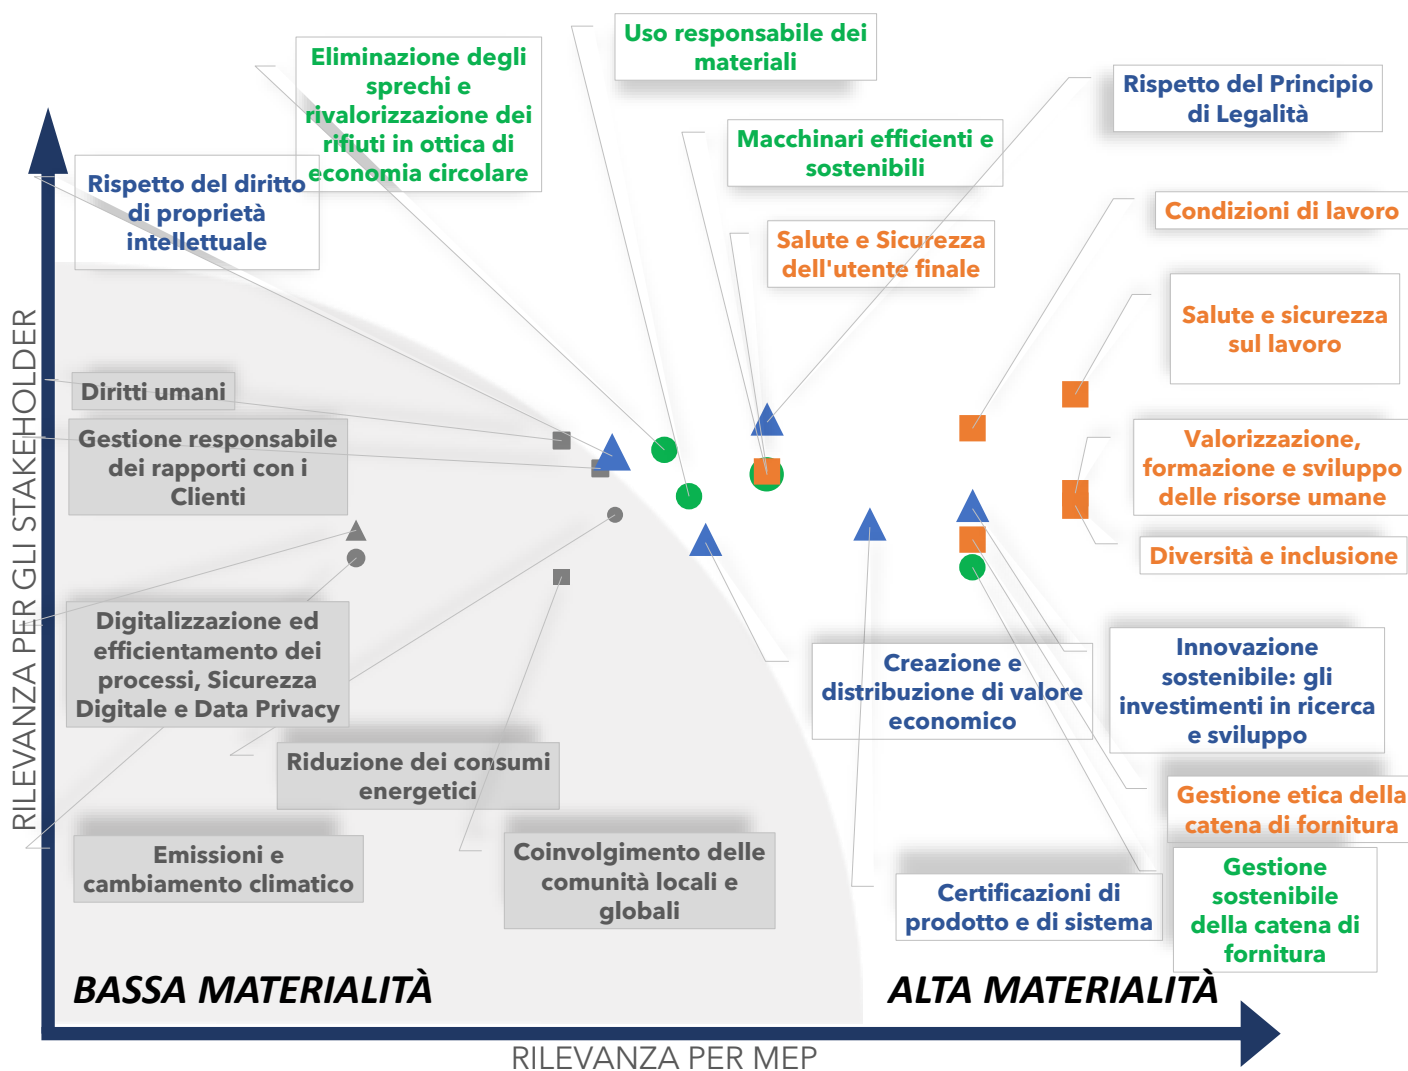 Uso responsabile dei
materiali
Eliminazione degli
sprechi e
rivalorizzazione dei
rifiuti in ottica di
economia circolare
Rispetto del Principio
di Legalità
Macchinari efficienti e
sostenibili
Rispetto del diritto
di proprietà
intellettuale
Condizioni di lavoro
Salute e Sicurezza
dell'utente finale
Salute e sicurezza
sul lavoro
RILEVANZA PER GLI STAKEHOLDER
Diritti umani
Gestione responsabile
dei rapporti con i
Clienti
Valorizzazione,
formazione e sviluppo
delle risorse umane
Diversità e inclusione
Digitalizzazione ed
efficientamento dei
processi, Sicurezza
Digitale e Data Privacy
Creazione e
distribuzione di valore
economico
Innovazione
sostenibile: gli
investimenti in ricerca
e sviluppo
Riduzione dei consumi
energetici
Gestione etica della
catena di fornitura
Emissioni e
cambiamento climatico
Coinvolgimento delle
comunità locali e
globali
Certificazioni di
prodotto e di sistema
Gestione
sostenibile
della catena di
fornitura
BASSA MATERIALITÀ
ALTA MATERIALITÀ
RILEVANZA PER MEP